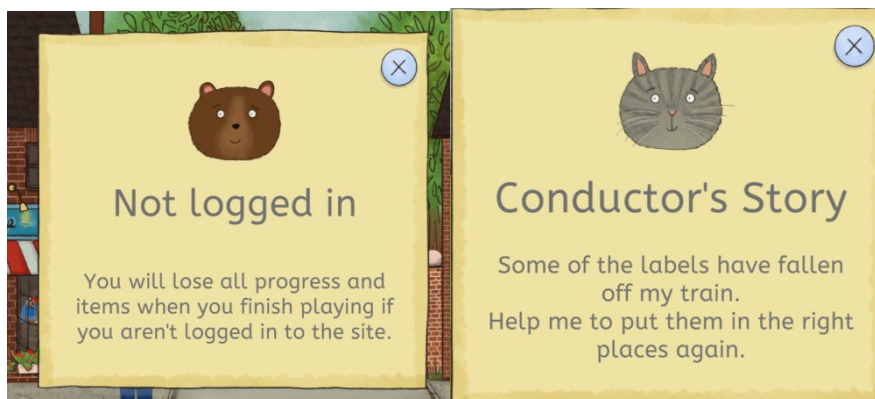 Not logged in
You will lose all progress and
items when you finish playing if
you aren't logged in to the site.
Conductor's Story
Some of the labels have fallen
off my train.
Help me to put them in the right
places again.